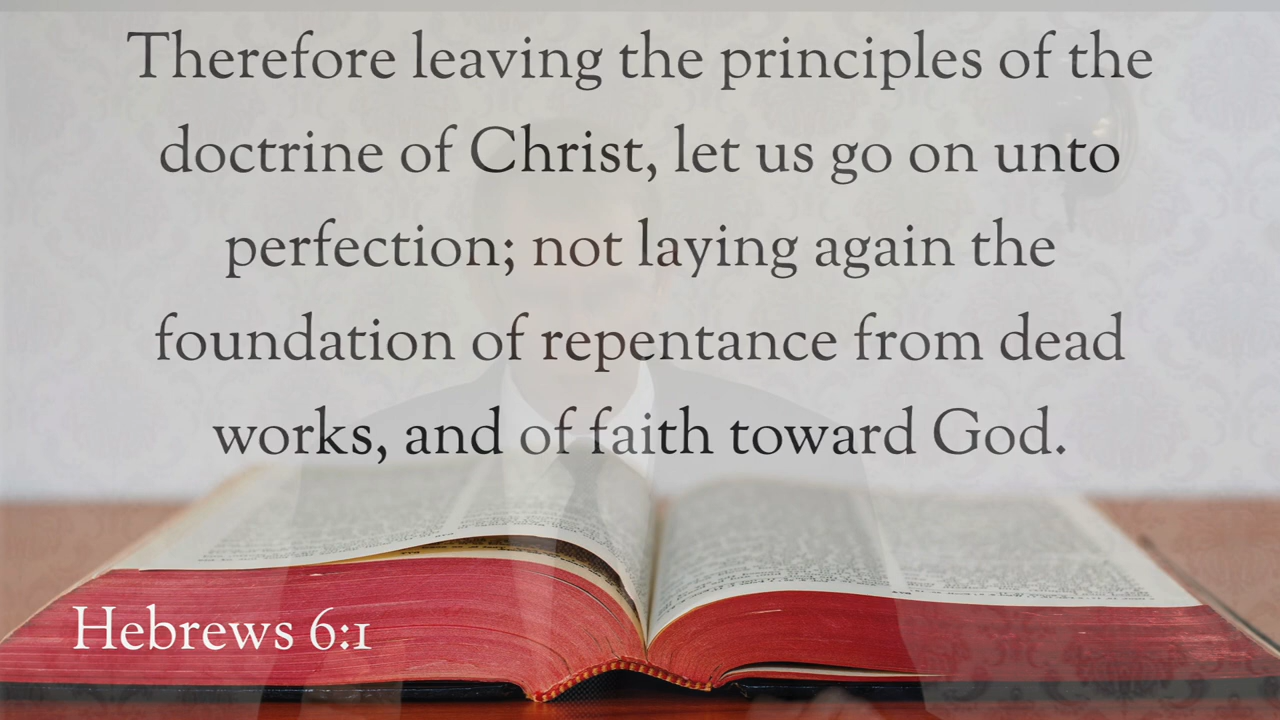 Therefore leaving the principles of the
doctrine of Christ, let us go on unto
perfection; not laying again the
foundation of repentance from dead
works, and of faith toward God.
Hebrews 6:1